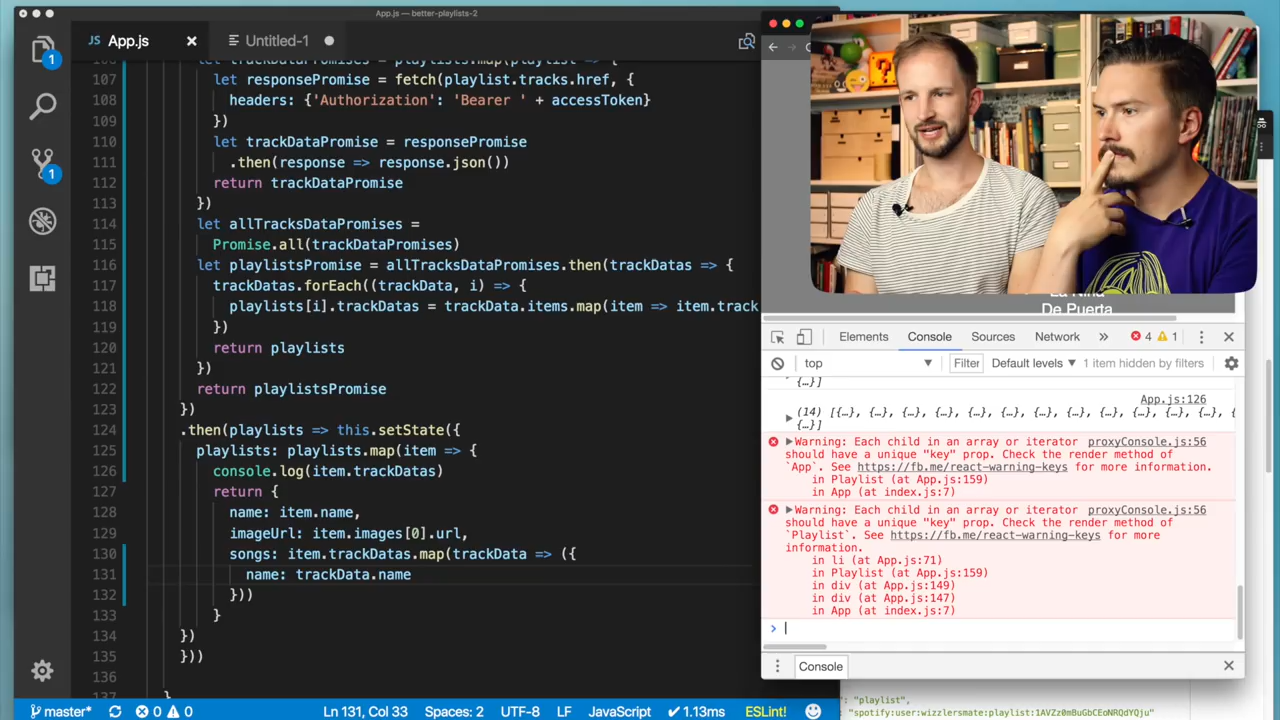 App.js — better-playlists-2
JS App.js
Untitled-1
107 let responsePromise = fetch(playlist.tracks.href, {
108 headers: {'Authorization': 'Bearer ' + accessToken}
109 })
110 let trackDataPromise = responsePromise
111 .then(response => response.json())
112 return trackDataPromise
113 })
114 let allTracksDataPromises =
115 Promise.all(trackDataPromises)
116 let playlistsPromise = allTracksDataPromises.then(trackDatas => {
117 trackDatas.forEach((trackData, i) => {
118 playlists[i].trackDatas = trackData.items.map(item => item.track
119 })
120 return playlists
121 })
122 return playlistsPromise
123 })
124 .then(playlists => this.setState({
125 playlists: playlists.map(item => {
126 console.log(item.trackDatas)
127 return {
128 name: item.name,
129 imageUrl: item.images[0].url,
130 songs: item.trackDatas.map(trackData => ({
131 name: trackData.name
132 }))
133 }
134 })
135 }))
136
137 }
1
1
master* 0 0
Ln 131, Col 33
Spaces: 2
UTF-8
LF
JavaScript
✔ 1.13ms
ESLint!
De Puerta
Elements
Console
Sources
Network
»
4
1
top
Filter
Default levels
1 item hidden by filters
{…}]
App.js:126
(14) [{…}, {…}, {…}, {…}, {…}, {…}, {…}, {…}, {…}, {…}, {…}, {…},
{…}]
Warning: Each child in an array or iterator proxyConsole.js:56
should have a unique "key" prop. Check the render method of
`App`. See https://fb.me/react-warning-keys for more information.
in Playlist (at App.js:159)
in App (at index.js:7)
Warning: Each child in an array or iterator proxyConsole.js:56
should have a unique "key" prop. Check the render method of
`Playlist`. See https://fb.me/react-warning-keys for more
information.
in li (at App.js:71)
in Playlist (at App.js:159)
in div (at App.js:149)
in div (at App.js:147)
in App (at index.js:7)
>
Console
: "playlist",
"spotify:user:wizzlersmate:playlist:1AVZz0mBuGbCEoNRQdYQju"